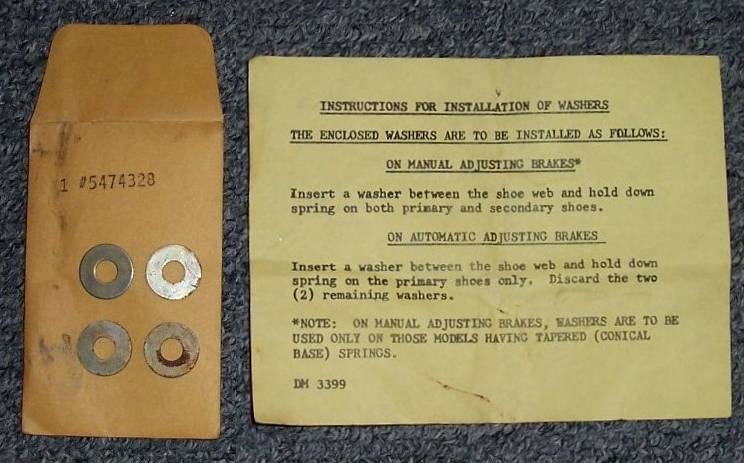 1 #5474328
INSTRUCTIONS FOR INSTALLATION OF WASHERS
THE ENCLOSED WASHERS ARE TO BE INSTALLED AS FOLLOWS:
ON MANUAL ADJUSTING BRAKES*
Insert a washer between the shoe web and hold down
spring on both primary and secondary shoes.
ON AUTOMATIC ADJUSTING BRAKES
Insert a washer between the shoe web and hold down
spring on the primary shoes only. Discard the two
(2) remaining washers.
*NOTE: ON MANUAL ADJUSTING BRAKES, WASHERS ARE TO BE
USED ONLY ON THOSE MODELS HAVING TAPERED (CONICAL
BASE) SPRINGS.
DM 3399